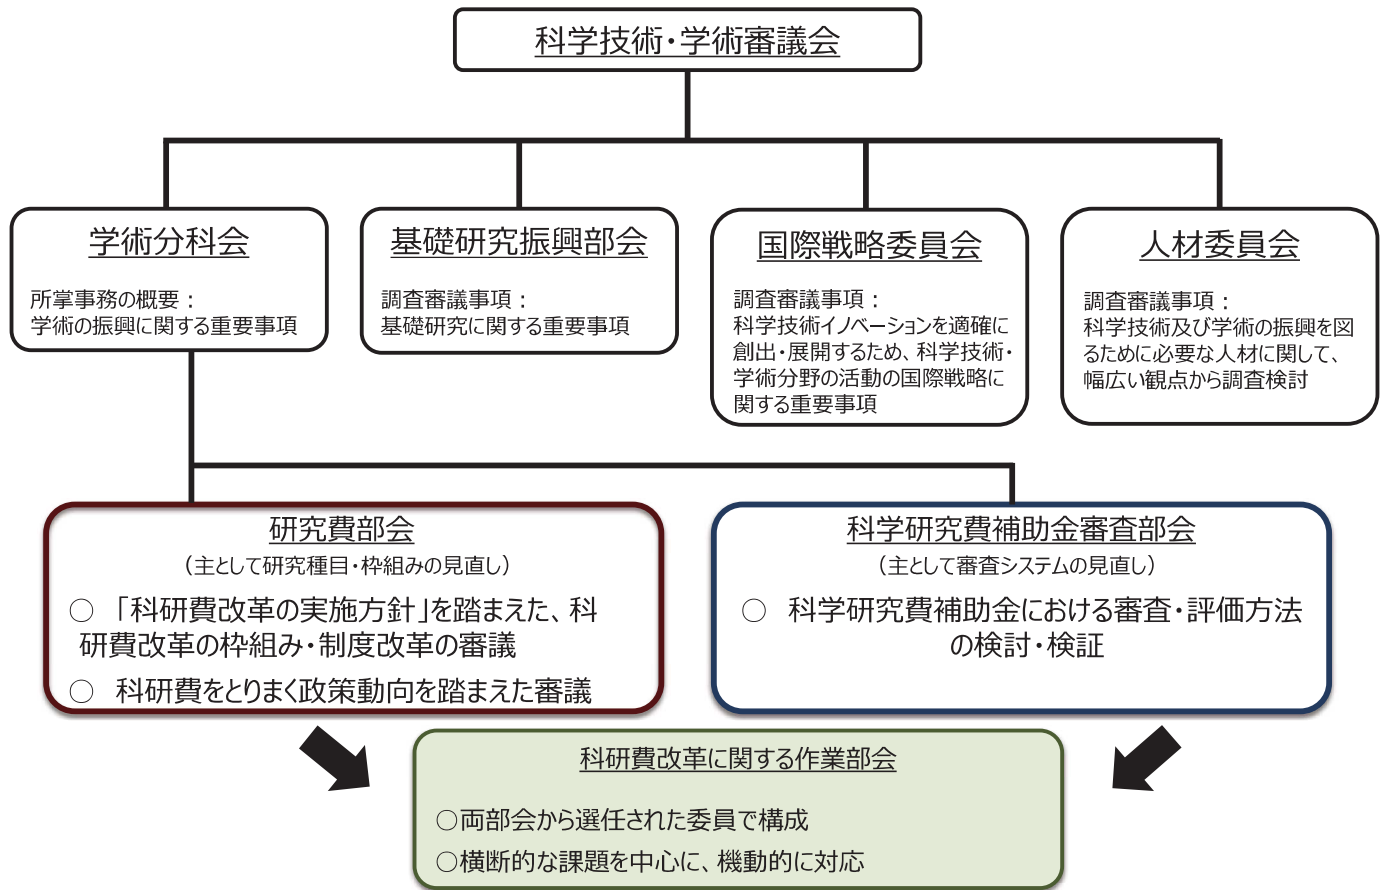 科学技術・学術審議会
学術分科会
所掌事務の概要：
学術の振興に関する重要事項
基礎研究振興部会
調査審議事項：
基礎研究に関する重要事項
国際戦略委員会
調査審議事項：
科学技術イノベーションを適確に
創出・展開するため、科学技術・
学術分野の活動の国際戦略に
関する重要事項
人材委員会
調査審議事項：
科学技術及び学術の振興を図
るために必要な人材に関して、
幅広い観点から調査検討
研究費部会
（主として研究種目・枠組みの見直し）
○　「科研費改革の実施方針」を踏まえた、科
研費改革の枠組み・制度改革の審議
○　科研費をとりまく政策動向を踏まえた審議
科学研究費補助金審査部会
（主として審査システムの見直し）
○　科学研究費補助金における審査・評価方法
の検討・検証
科研費改革に関する作業部会
○両部会から選任された委員で構成
○横断的な課題を中心に、機動的に対応